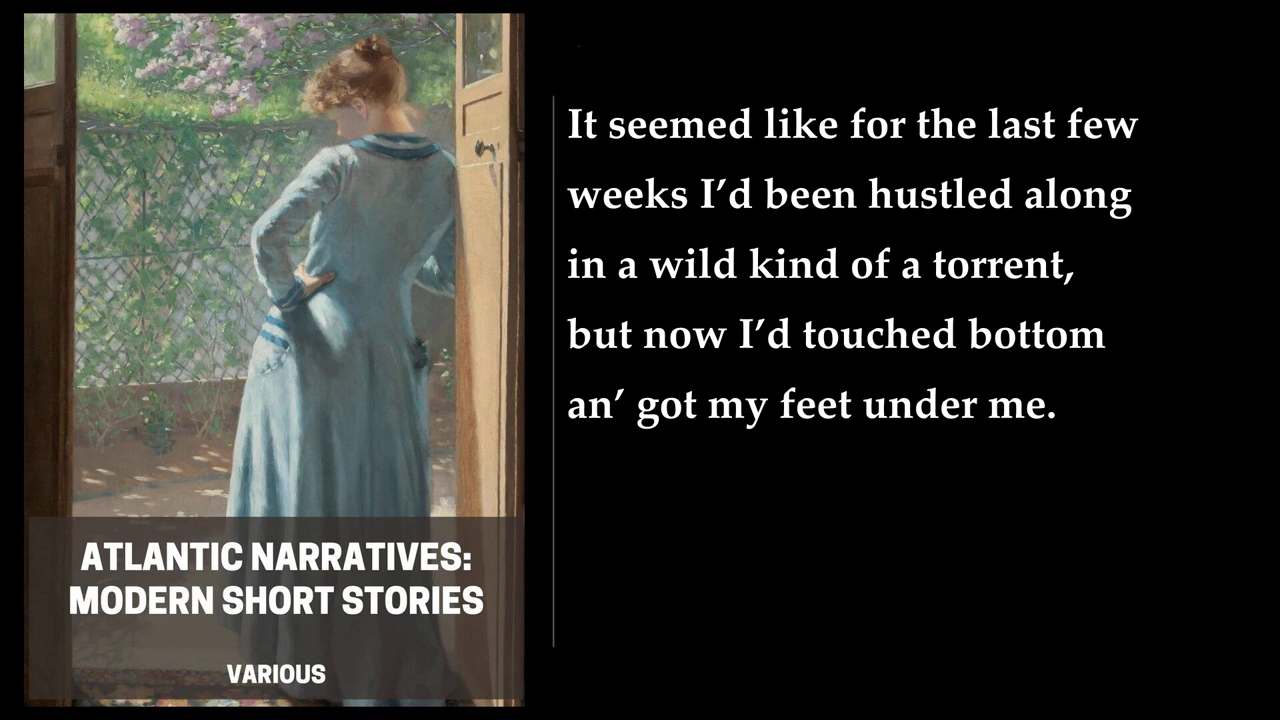 It seemed like for the last few
weeks I’d been hustled along
in a wild kind of a torrent,
but now I’d touched bottom
an’ got my feet under me.
ATLANTIC NARRATIVES:
MODERN SHORT STORIES
VARIOUS